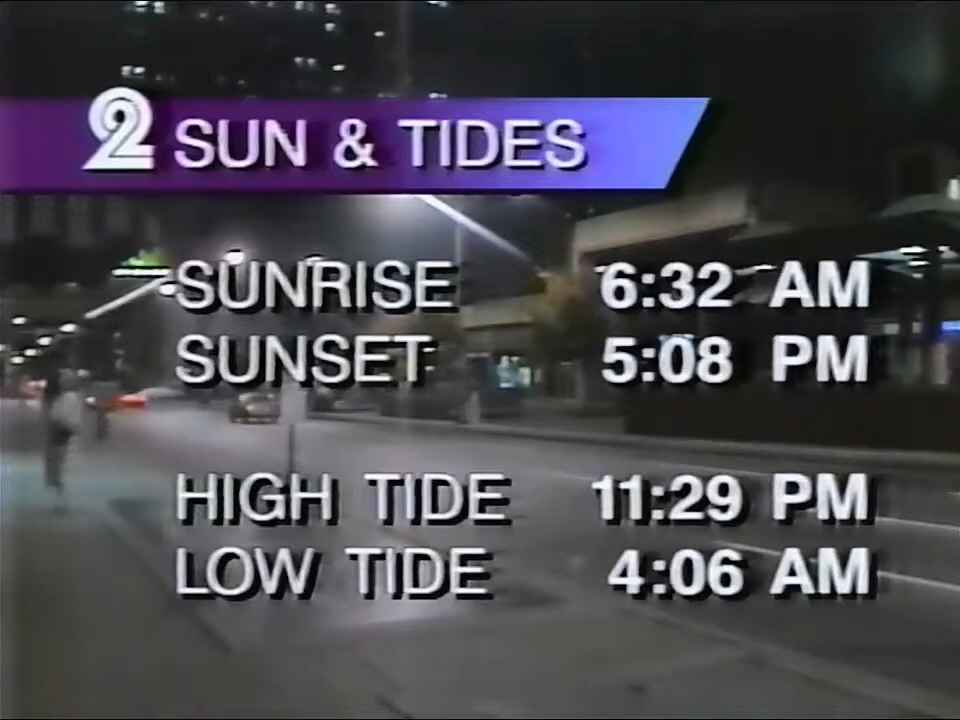 2 SUN & TIDES
SUNRISE 6:32 AM
SUNSET 5:08 PM
HIGH TIDE 11:29 PM
LOW TIDE 4:06 AM